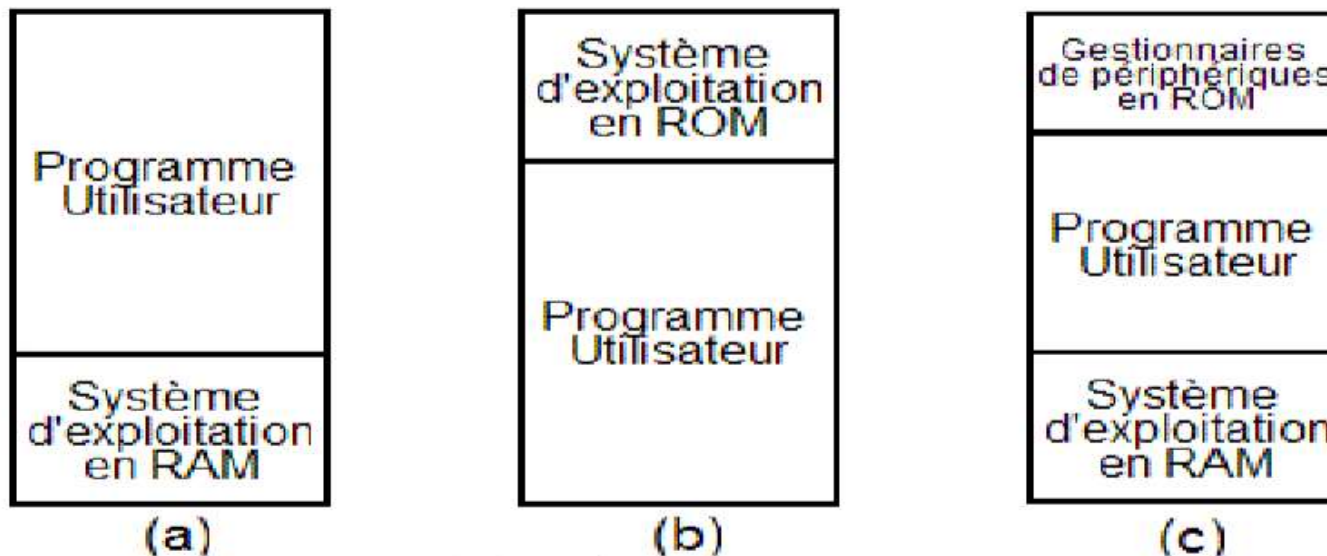 Programme
Utilisateur
Système
d'exploitation
en RAM
(a)
Système
d'exploitation
en ROM
Programme
Utilisateur
(b)
Gestionnaires
de périphériques
en ROM
Programme
Utilisateur
Système
d'exploitation
en RAM
(c)